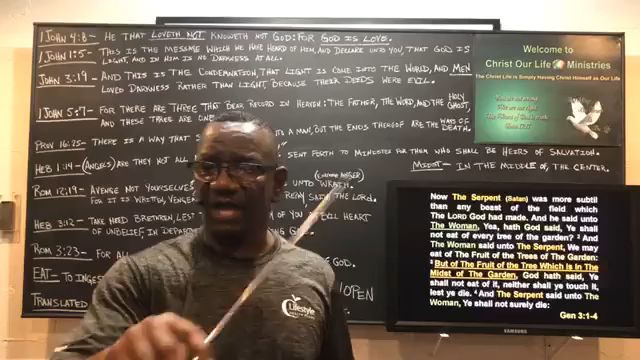 1 JOHN 4:8 - HE THAT LOVETH NOT KNOWETH NOT GOD: FOR GOD IS LOVE.
1 JOHN 1:5 - THIS IS THE MESSAGE WHICH WE HAVE HEARD OF HIM, AND DECLARE UNTO YOU, THAT GOD IS
LIGHT, AND IN HIM IS NO DARKNESS AT ALL.
JOHN 3:19 - AND THIS IS THE CONDEMNATION, THAT LIGHT IS COME INTO THE WORLD, AND MEN
LOVED DARKNESS RATHER THAN LIGHT, BECAUSE THEIR DEEDS WERE EVIL.
1 JOHN 5:7 - FOR THERE ARE THREE THAT BEAR RECORD IN HEAVEN: THE FATHER, THE WORD, AND THE HOLY GHOST,
AND THESE THREE ARE ONE
PROV 16:25 - THERE IS A WAY THAT S A MAN, BUT THE ENDS THEREOF ARE THE WAYS OF DEATH.
HEB 1:14 - (ANGELS) ARE THEY NOT ALL SENT FORTH TO MINISTER FOR THEM WHO SHALL BE HEIRS OF SALVATION.
MIDST - IN THE MIDDLE OF THE CENTER.
ROM 12:19 - AVENGE NOT YOURSELVES UNTO WRATH.
FOR IT IS WRITTEN, REPAY SAID THE LORD.
HEB 3:12 - TAKE HEED BRETHREN, LEST OF YOU A HEART
OF UNBELIEF, IN
ROM 3:23 - FOR ALL GOD.
EAT - TO INGES
TRANSLATED
OPEN
Welcome to
Christ Our Life Ministries
The Christ Life is Simply Having Christ Himself as Our Life
Now The Serpent (Satan) was more subtil
than any beast of the field which
The LORD God had made. And he said unto
The Woman, Yea, hath God said, Ye shall
not eat of every tree of the garden? 2 And
The Woman said unto The Serpent, We may
eat of The Fruit of the Trees of The Garden:
3 But of The Fruit of the Tree Which is in The
Midst of The Garden, God hath said, Ye
shall not eat of it, neither shall ye touch it,
lest ye die. 4 And The Serpent said unto The
Woman, Ye shall not surely die:
Gen 3:1-4
SAMSUNG
Lifestyle